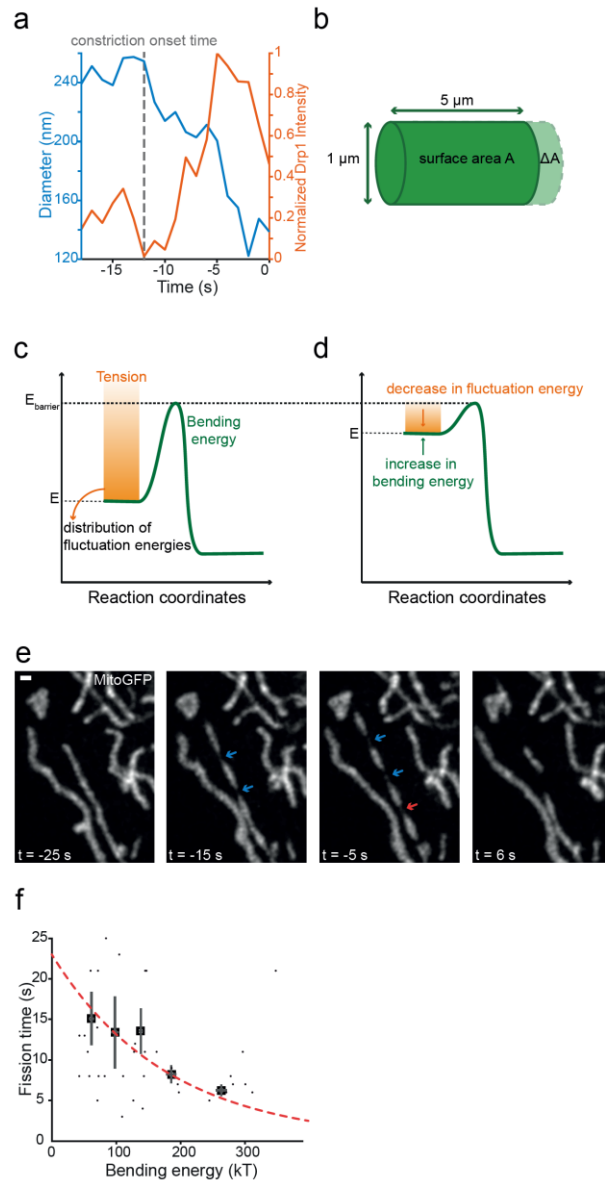 a
constriction onset time
240
200
160
120
Diameter (nm)
1
0.8
0.6
0.4
0.2
0
Normalized Drp1 Intensity
-15
-10
-5
0
Time (s)
b
5 µm
1 µm
surface area A
ΔA
c
Tension
E barrier
Bending
energy
E
distribution of
fluctuation energies
Reaction coordinates
d
decrease in fluctuation energy
E
increase in
bending energy
Reaction coordinates
e
MitoGFP
t = -25 s
t = -15 s
t = -5 s
t = 6 s
f
25
20
15
10
5
0
Fission time (s)
0
100
200
300
Bending energy (kT)